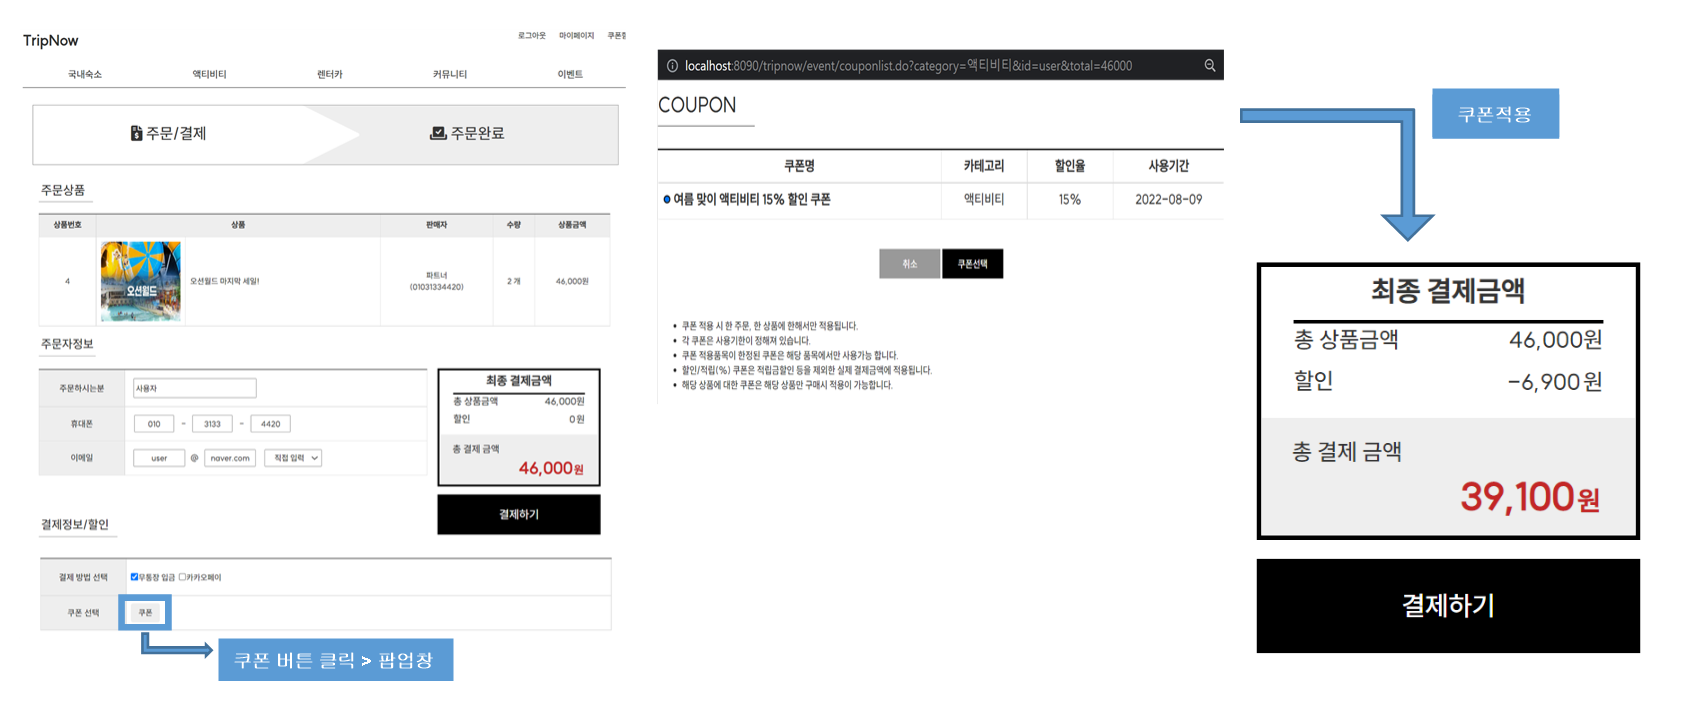 TripNow
로그아웃 마이페이지 쿠폰함
국내숙소 액티비티 렌터카 커뮤니티 이벤트
주문/결제 주문완료
주문상품
상품번호 상품 판매자 수량 상품금액
4 오션월드 오션월드 마지막 세일! 파트너 (01031334420) 2 개 46,000원
주문자정보
주문하시는분 사용자
휴대폰 010 - 3133 - 4420
이메일 user @ naver.com 직접 입력
최종 결제금액
총 상품금액 46,000원
할인 0 원
총 결제 금액
46,000원
결제하기
결제정보/할인
결제 방법 선택 무통장 입금 카카오페이
쿠폰 선택 쿠폰
쿠폰 버튼 클릭 > 팝업창
localhost:8090/tripnow/event/couponlist.do?category=액티비티&id=user&total=46000
COUPON
쿠폰명 카테고리 할인율 사용기간
여름 맞이 액티비티 15% 할인 쿠폰 액티비티 15% 2022-08-09
취소 쿠폰선택
• 쿠폰 적용 시 한 주문, 한 상품에 한해서만 적용됩니다.
• 각 쿠폰은 사용기한이 정해져 있습니다.
• 쿠폰 적용품목이 한정된 쿠폰은 해당 품목에서만 사용가능 합니다.
• 할인/적립(%) 쿠폰은 적립금할인 등을 제외한 실제 결제금액에 적용됩니다.
• 해당 상품에 대한 쿠폰은 해당 상품만 구매시 적용이 가능합니다.
쿠폰적용
최종 결제금액
총 상품금액 46,000원
할인 -6,900 원
총 결제 금액
39,100원
결제하기